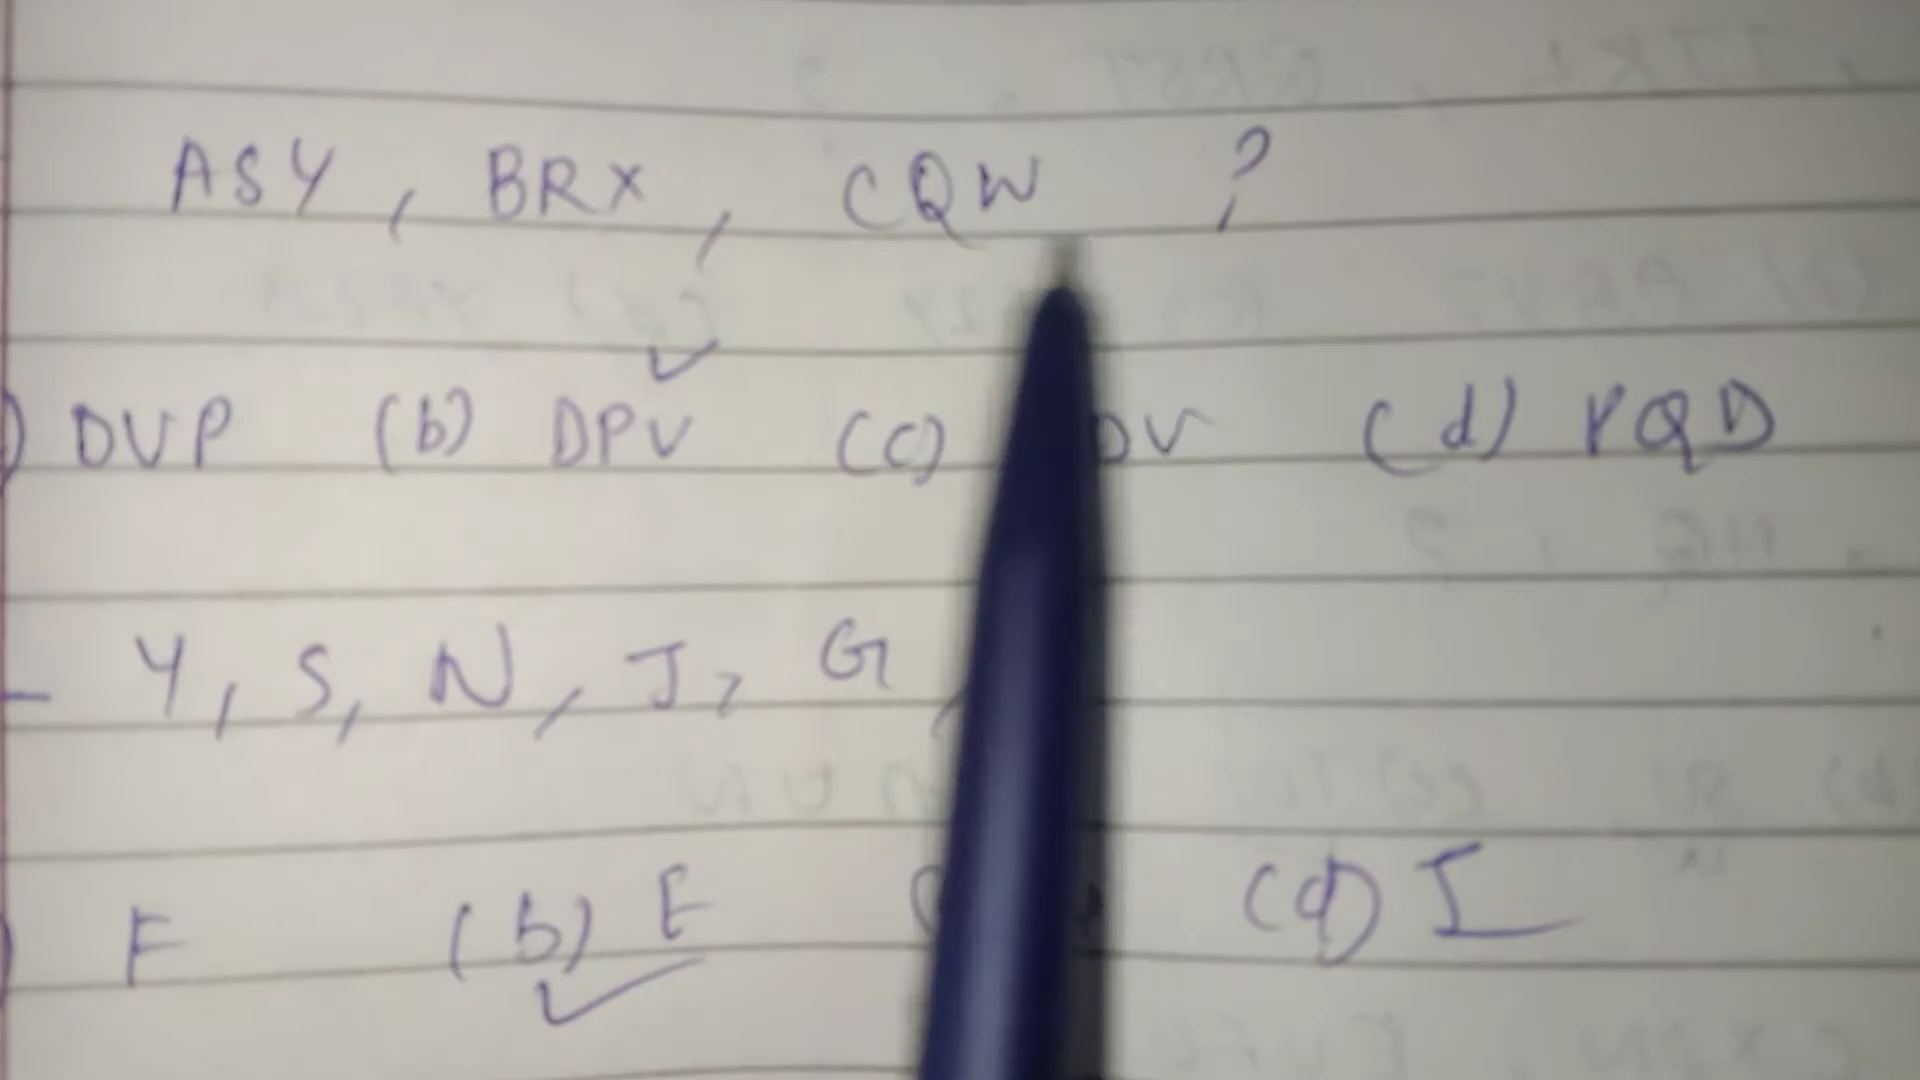 ASY, BRX, CQW ?
) DVP (b) DPV (c) DV (d) PQD
- Y, S, N, J, G,
) F (b) E (d) I